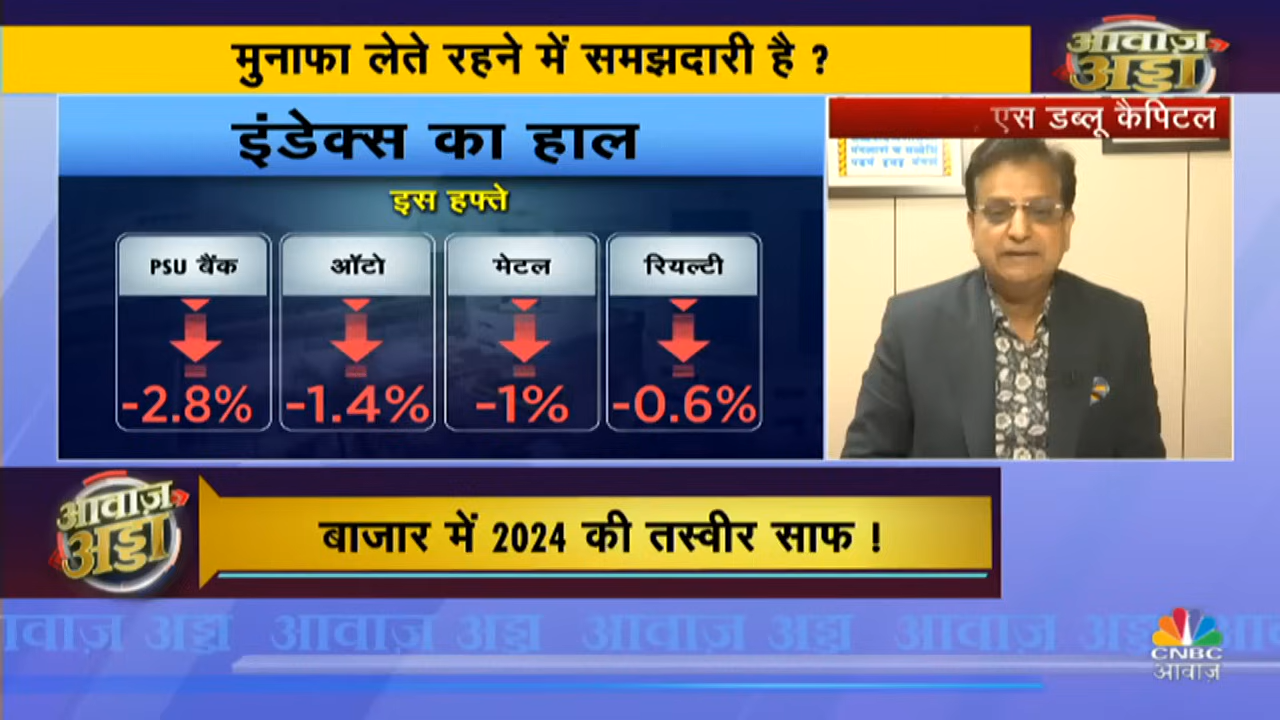 मुनाफा लेते रहने में समझदारी है ?
आवाज़
अड्डा
इंडेक्स का हाल
एस डब्लू कैपिटल
इस हफ्ते
PSU बैंक
ऑटो
मेटल
रियल्टी
-2.8%
-1.4%
-1%
-0.6%
आवाज़
अड्डा
बाजार में 2024 की तस्वीर साफ !
आवाज़ अड्डा आवाज़ अड्डा आवाज़ अड्डा आवाज़ अड्डा
CNBC
आवाज़